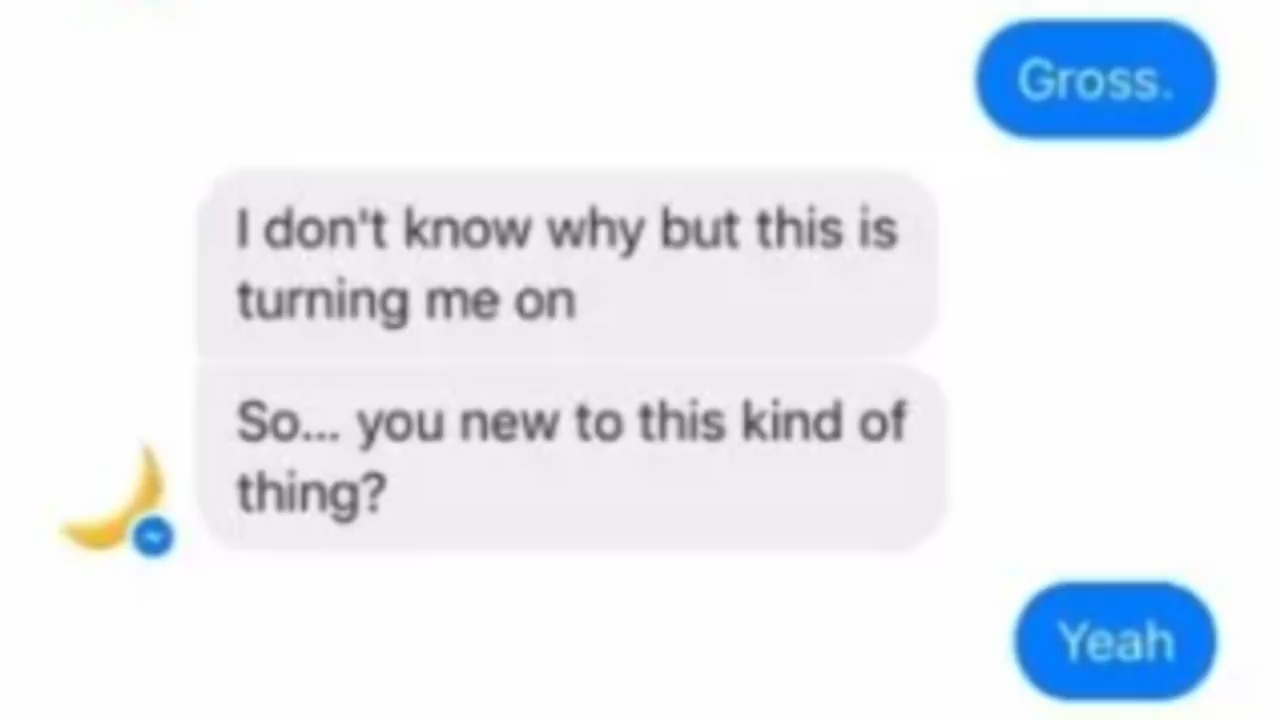 Gross.
I don't know why but this is
turning me on
So... you new to this kind of
thing?
Yeah